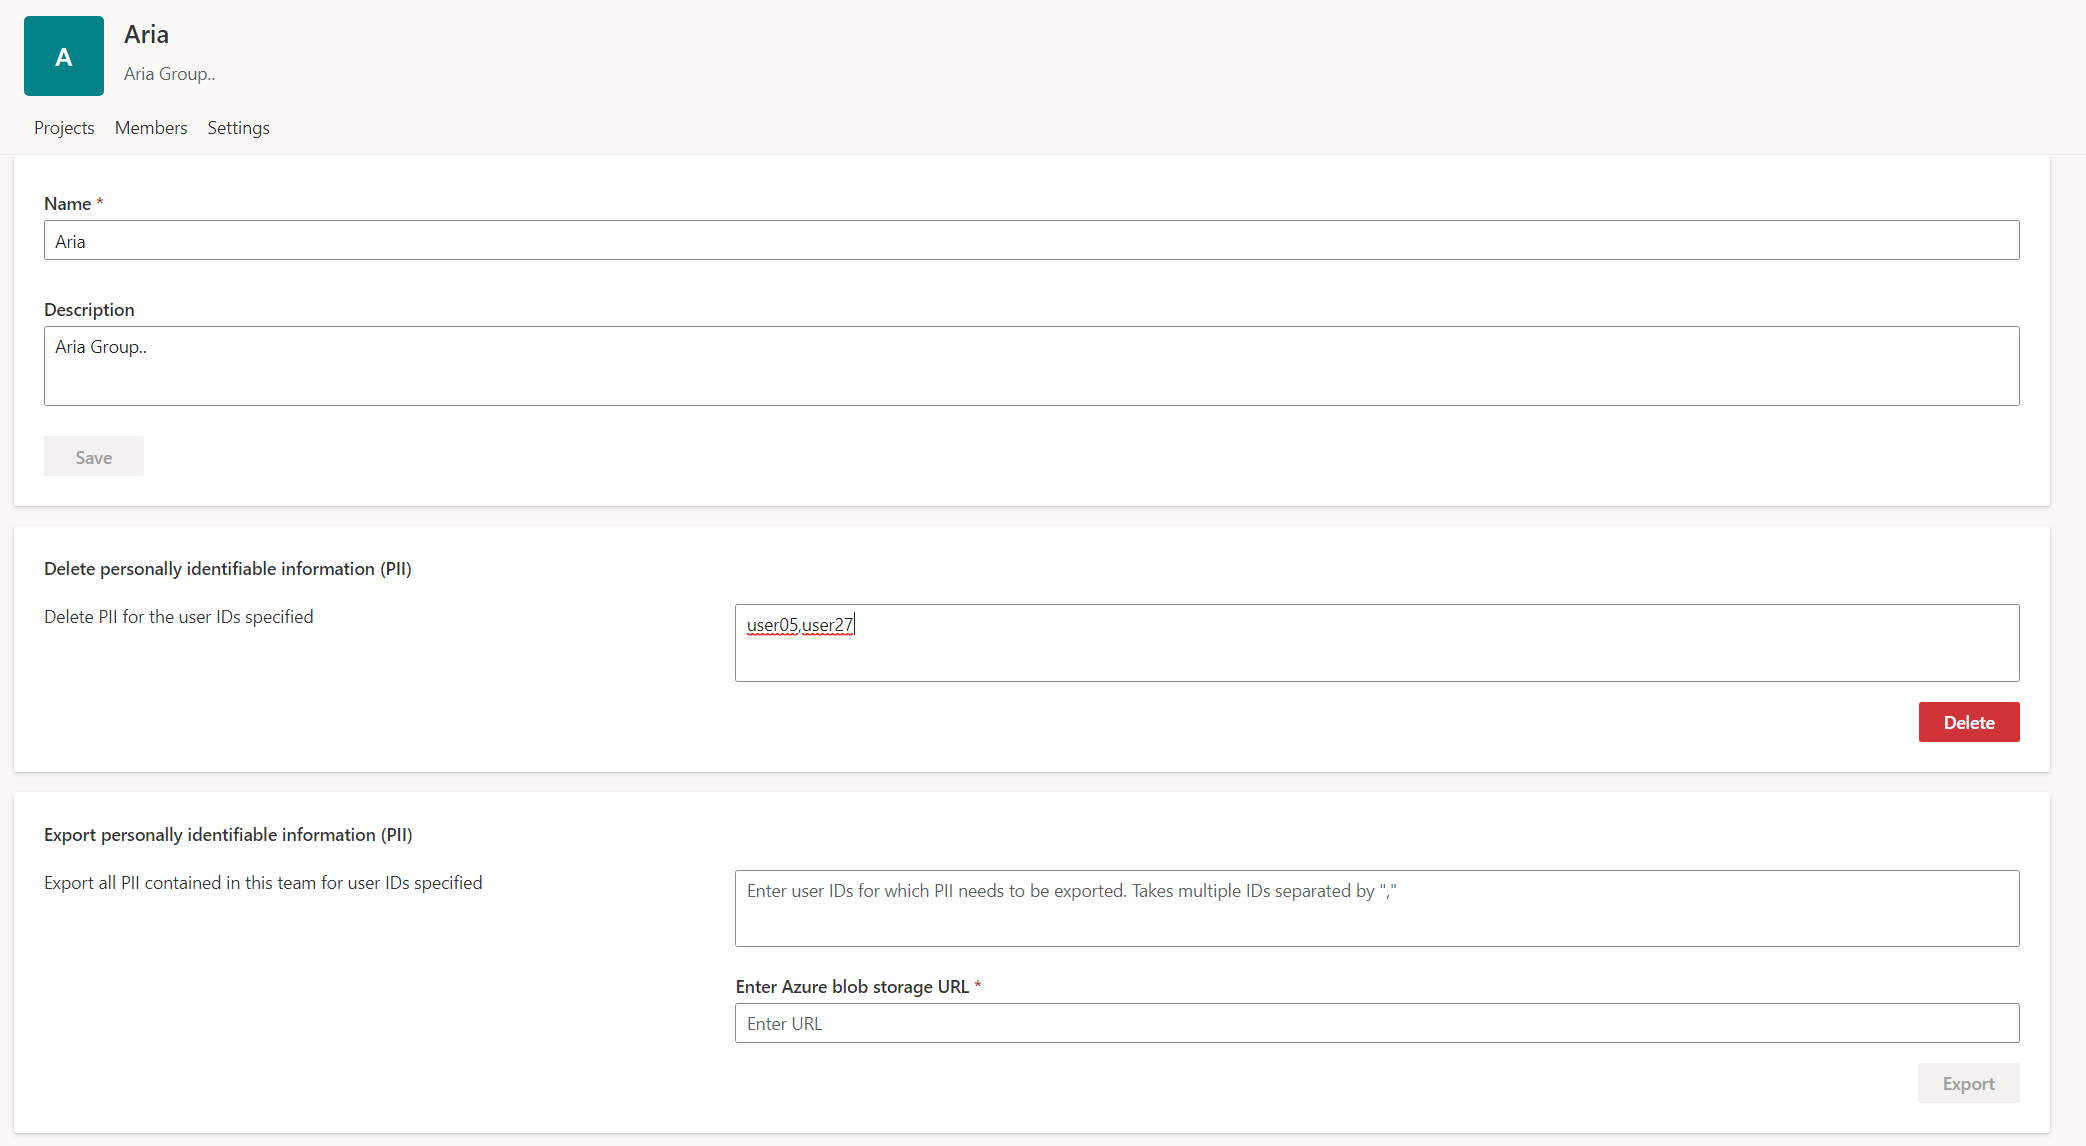 A
Aria
Aria Group..
Projects Members Settings
Name *
Aria
Description
Aria Group..
Save
Delete personally identifiable information (PII)
Delete PII for the user IDs specified
user05,user27
Delete
Export personally identifiable information (PII)
Export all PII contained in this team for user IDs specified
Enter user IDs for which PII needs to be exported. Takes multiple IDs separated by ","
Enter Azure blob storage URL *
Enter URL
Export